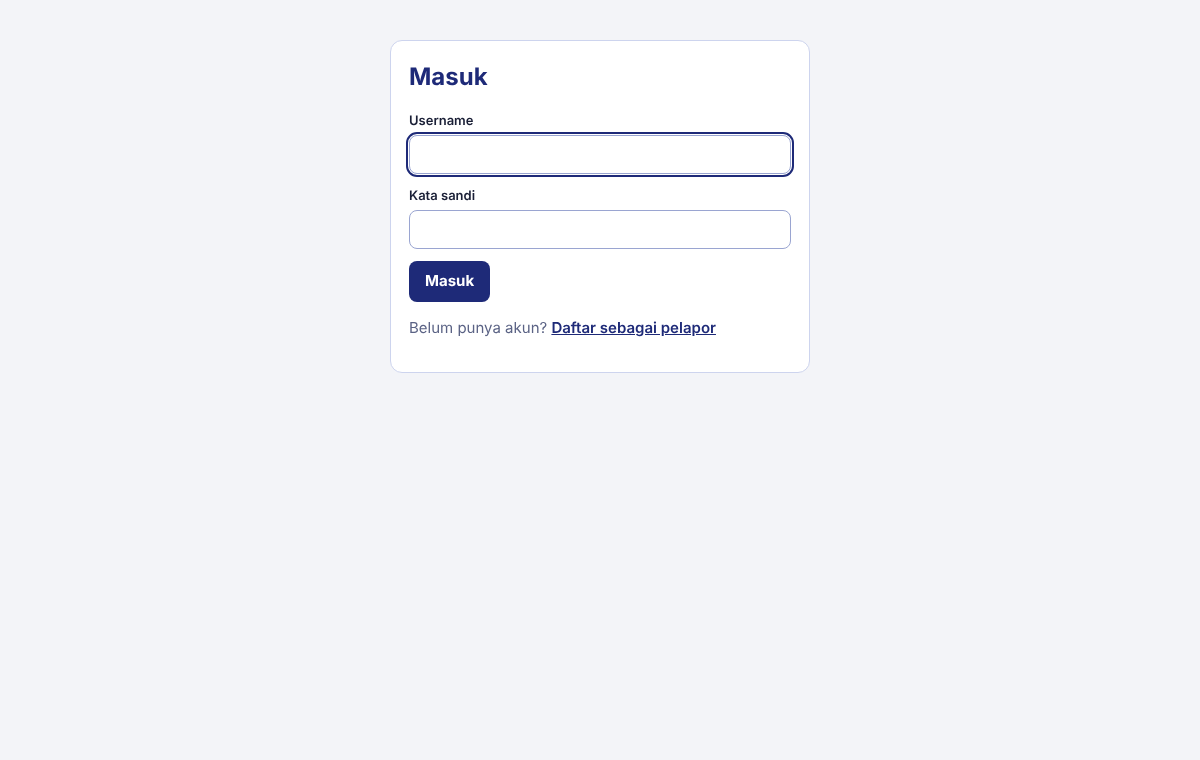 Masuk
Username
Kata sandi
Masuk
Belum punya akun? Daftar sebagai pelapor